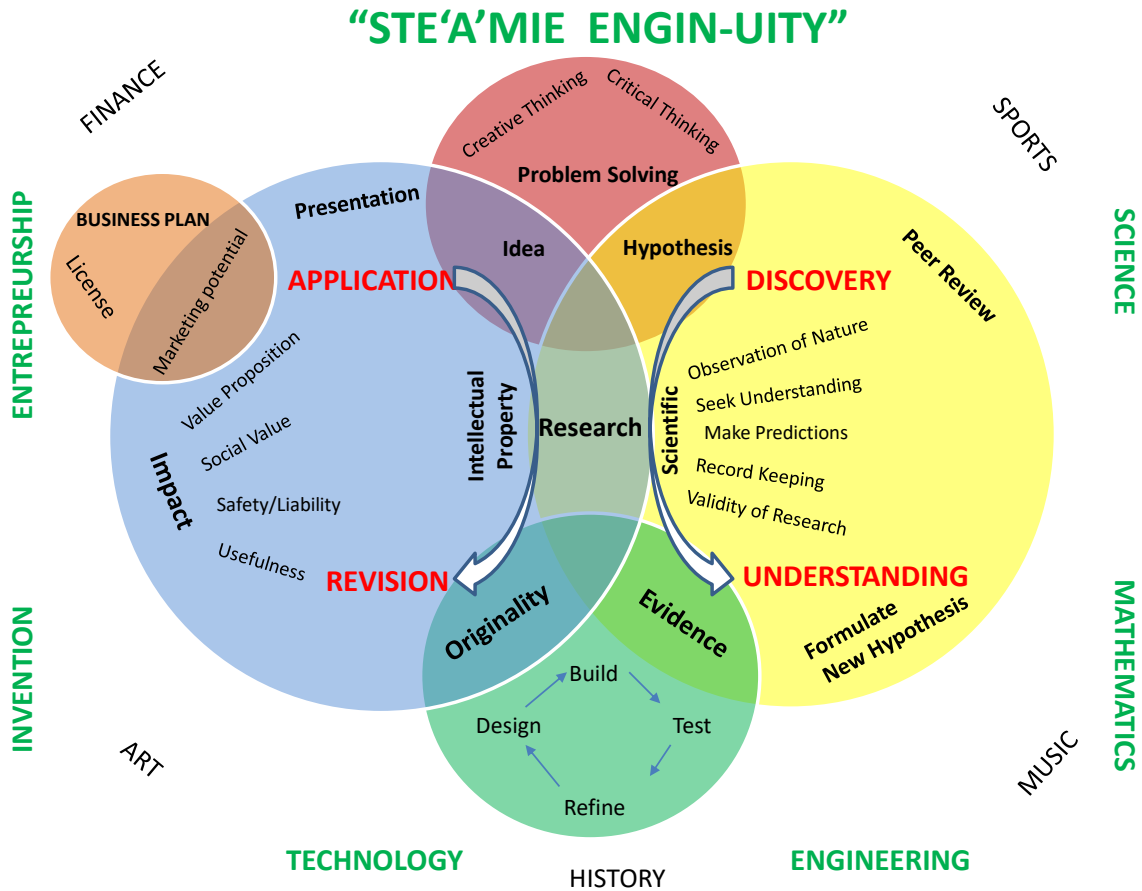 “STE‘A’MIE ENGIN-UITY”
FINANCE
SPORTS
Creative Thinking
Critical Thinking
Problem Solving
Presentation
BUSINESS PLAN
License
Marketing potential
Idea
Hypothesis
APPLICATION
DISCOVERY
Peer Review
ENTREPREURSHIP
SCIENCE
Value Proposition
Social Value
Impact
Safety/Liability
Usefulness
Intellectual
Property
Research
Scientific
Observation of Nature
Seek Understanding
Make Predictions
Record Keeping
Validity of Research
REVISION
UNDERSTANDING
Originality
Evidence
Formulate
New Hypothesis
INVENTION
MATHEMATICS
Build
Design
Test
Refine
ART
MUSIC
TECHNOLOGY
ENGINEERING
HISTORY